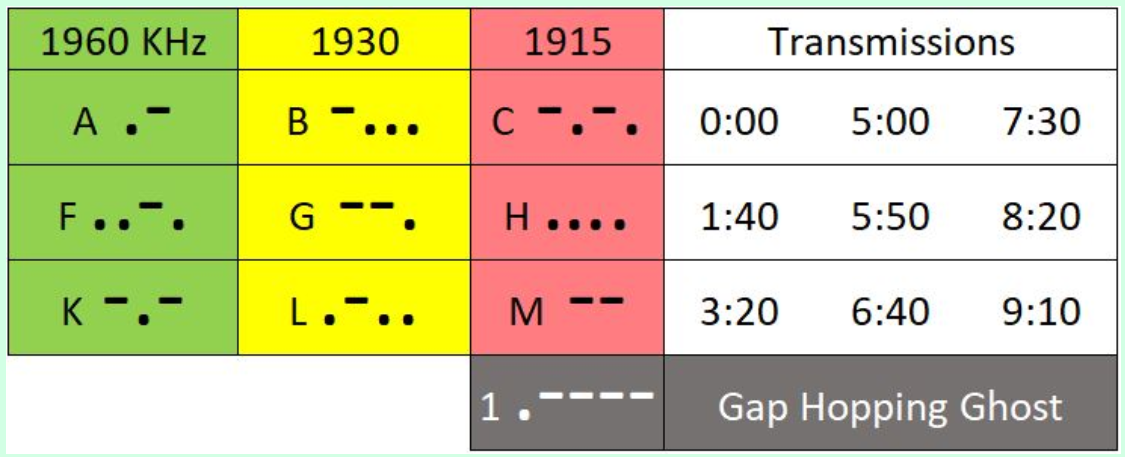 1960 KHz 1930 1915 Transmissions
A .- B -... C -.-. 0:00 5:00 7:30
F ..-. G --. H .... 1:40 5:50 8:20
K -.- L .-.. M -- 3:20 6:40 9:10
1 .---- Gap Hopping Ghost